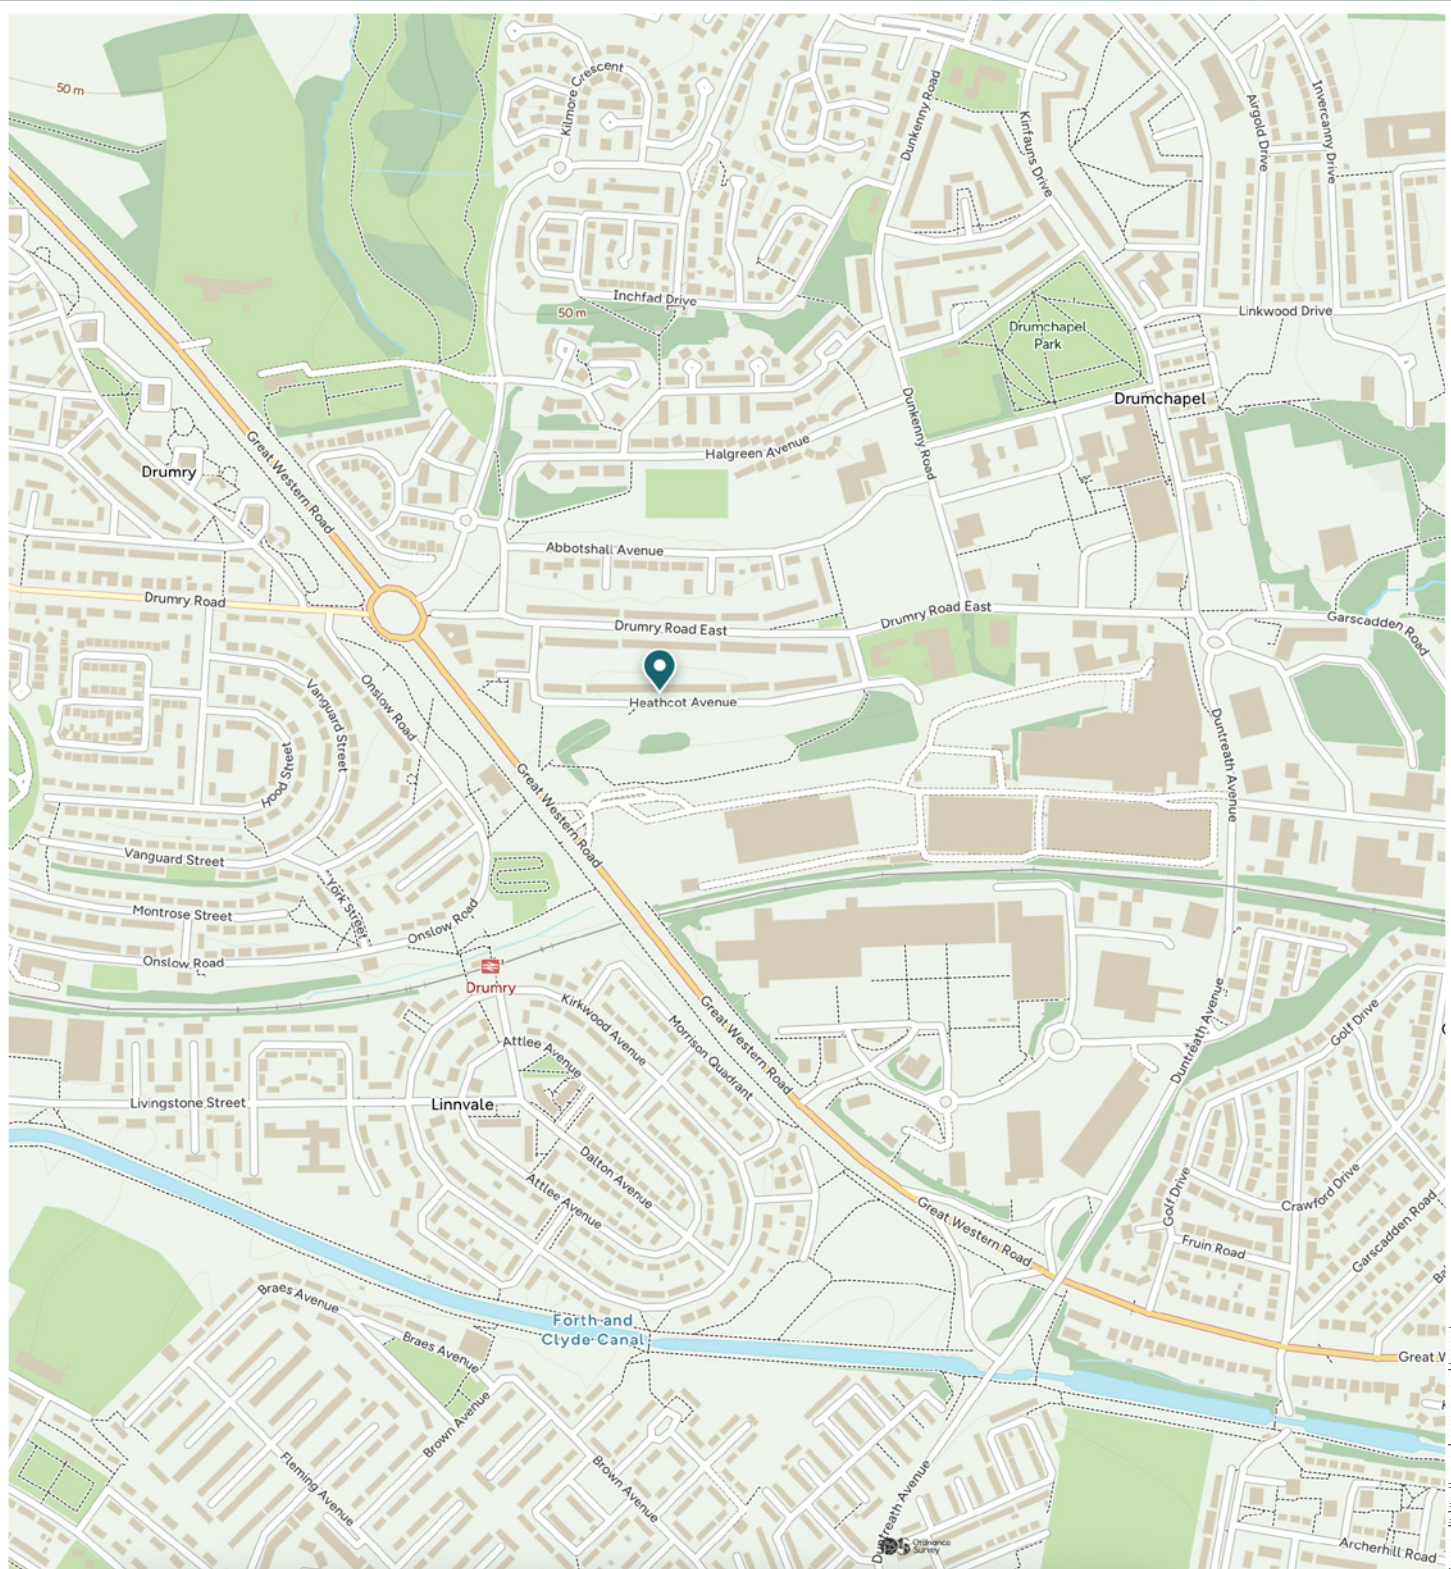 50 m
Kilmore Crescent
Dunkenny Road
Kinfauns Drive
Airgold Drive
Invercanny Drive
Inchfad Drive
50 m
Linkwood Drive
Drumchapel
Park
Drumchapel
Dunkenny Road
Great Western Road
Halgreen Avenue
Drumry
Abbotshall Avenue
Drumry Road
Drumry Road East
Drumry Road East
Garscadden Road
Heathcot Avenue
Onslow Road
Vanguard Street
Hood Street
Duntreath Avenue
Great Western Road
Vanguard Street
York Street
Montrose Street
Onslow Road
Onslow Road
Drumry
Kirkwood Avenue
Morrison Quadrant
Great Western Road
Duntreath Avenue
Golf Drive
Attlee Avenue
Livingstone Street
Linnvale
Dalton Avenue
Attlee Avenue
Golf Drive
Crawford Drive
Great Western Road
Fruin Road
Garscadden Road
Braes Avenue
Forth and
Clyde Canal
Braes Avenue
Great W
Brown Avenue
Fleming Avenue
Brown Avenue
Duntreath Avenue
Ordnance
Survey
Archerhill Road